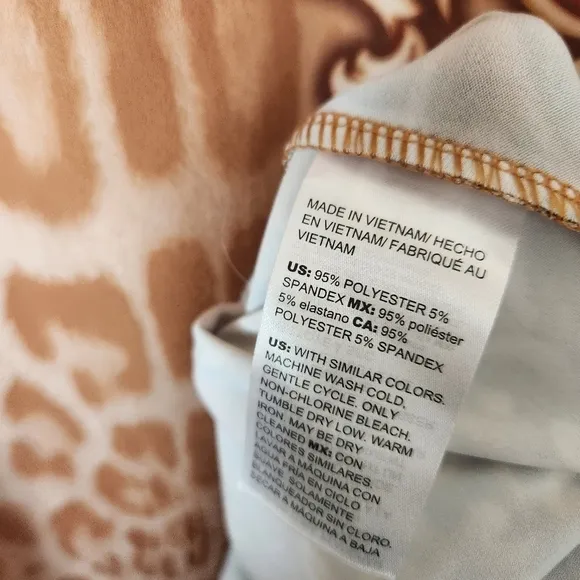 MADE IN VIETNAM/ HECHO
EN VIETNAM/ FABRIQUÉ AU
VIETNAM
US: 95% POLYESTER 5%
SPANDEX MX: 95% poliéster
5% elastano CA: 95%
POLYESTER 5% SPANDEX
US: WITH SIMILAR COLORS.
MACHINE WASH COLD.
GENTLE CYCLE. ONLY
NON-CHLORINE BLEACH.
TUMBLE DRY LOW. WARM
IRON. MAY BE DRY
CLEANED MX: CON
COLORES SIMILARES.
LAVAR A MÁQUINA CON
AGUA FRÍA EN CICLO
SUAVE. SOLAMENTE
BLANQUEADOR SIN CLORO.
SECAR A MÁQUINA A BAJA